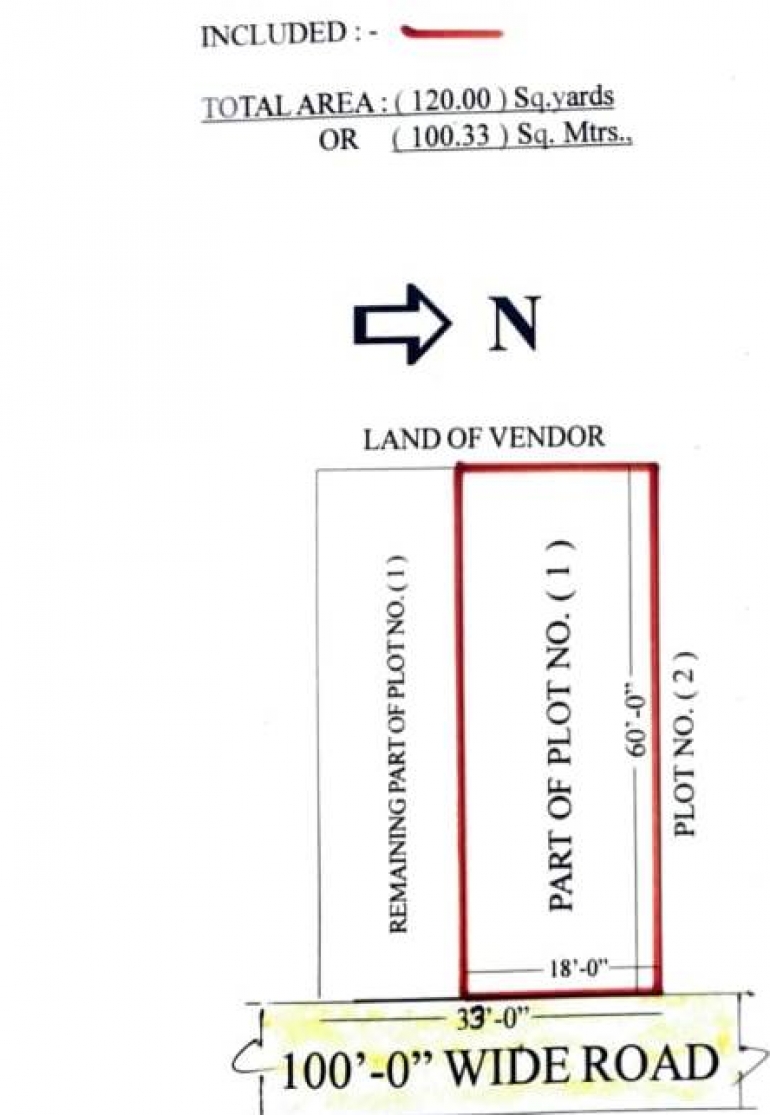 INCLUDED : -
TOTAL AREA : ( 120.00 ) Sq.yards
OR ( 100.33 ) Sq. Mtrs.,
N
LAND OF VENDOR
REMAINING PART OF PLOT NO. ( 1 )
PART OF PLOT NO. ( 1 )
60'-0"
PLOT NO. ( 2 )
18'-0"
33'-0"
100'-0" WIDE ROAD